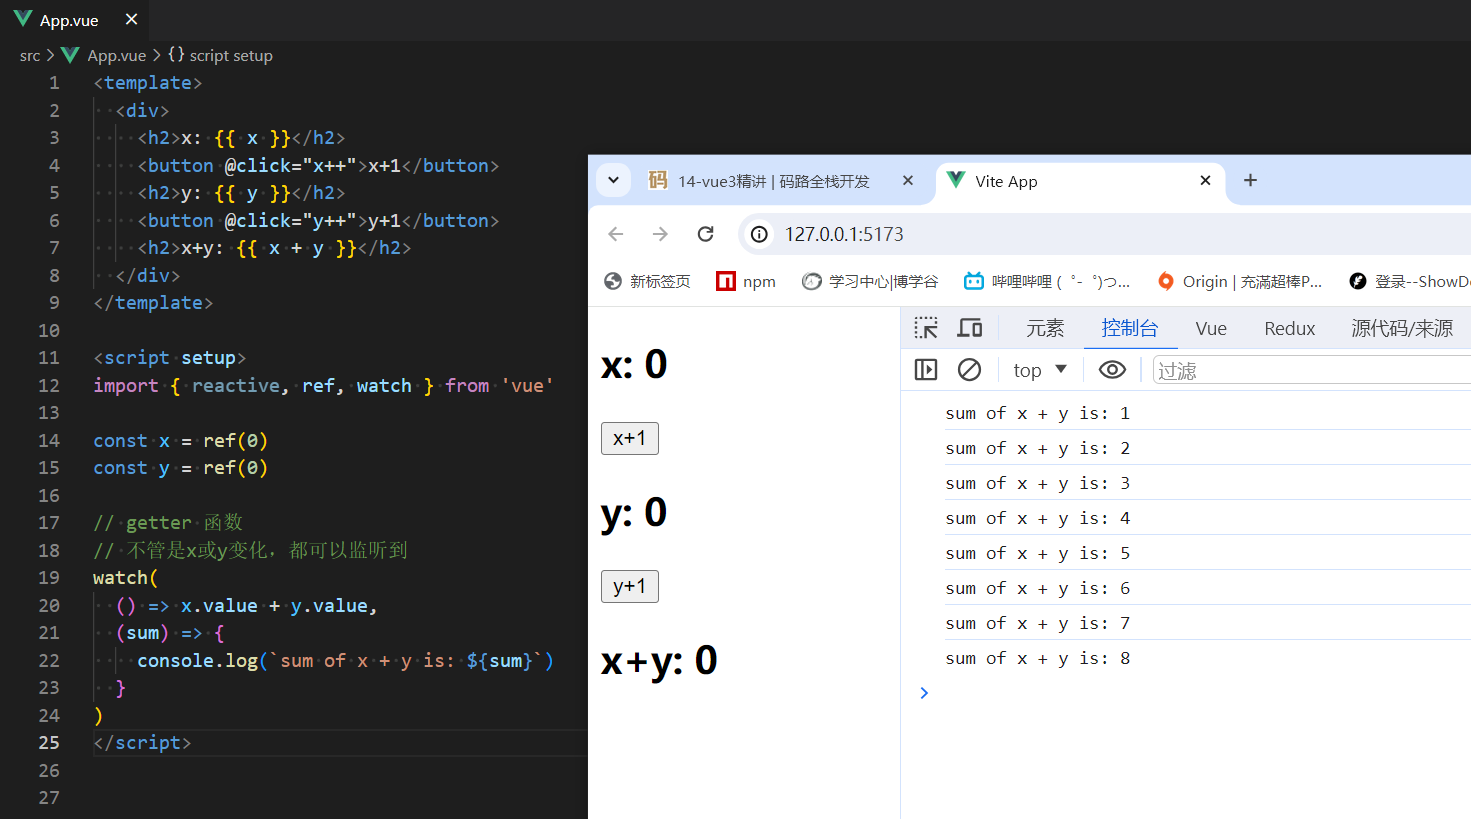 App.vue
src > App.vue > {} script setup
1 <template>
2 <div>
3 <h2>x: {{ x }}</h2>
4 <button @click="x++">x+1</button>
5 <h2>y: {{ y }}</h2>
6 <button @click="y++">y+1</button>
7 <h2>x+y: {{ x + y }}</h2>
8 </div>
9 </template>
10
11 <script setup>
12 import { reactive, ref, watch } from 'vue'
13
14 const x = ref(0)
15 const y = ref(0)
16
17 // getter 函数
18 // 不管是x或y变化，都可以监听到
19 watch(
20 () => x.value + y.value,
21 (sum) => {
22 console.log(`sum of x + y is: ${sum}`)
23 }
24 )
25 </script>
26
27
码 14-vue3精讲 | 码路全栈开发
Vite App
127.0.0.1:5173
新标签页
npm
学习中心|博学谷
哔哩哔哩 (゜-゜)つ...
Origin | 充滿超棒P...
登录--ShowD
x: 0
x+1
y: 0
y+1
x+y: 0
元素
控制台
Vue
Redux
源代码/来源
top
过滤
sum of x + y is: 1
sum of x + y is: 2
sum of x + y is: 3
sum of x + y is: 4
sum of x + y is: 5
sum of x + y is: 6
sum of x + y is: 7
sum of x + y is: 8